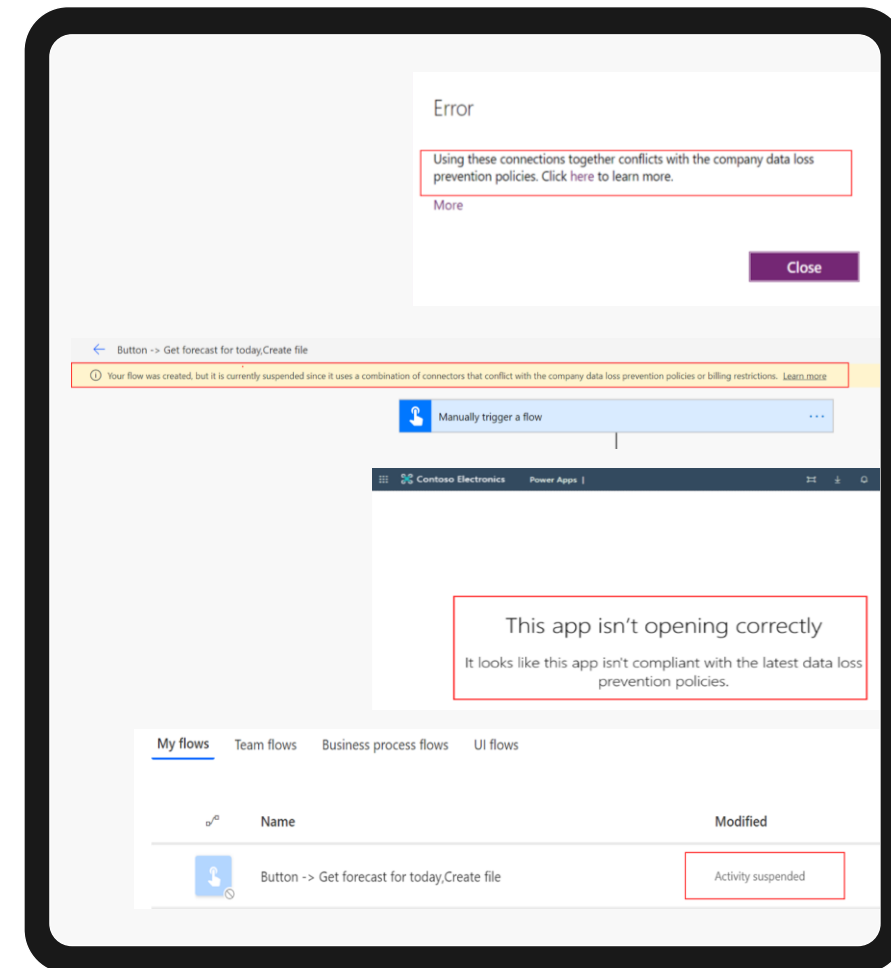 Error
Using these connections together conflicts with the company data loss
prevention policies. Click here to learn more.
More
Close
Button -> Get forecast for today,Create file
Your flow was created, but it is currently suspended since it uses a combination of connectors that conflict with the company data loss prevention policies or billing restrictions. Learn more
Manually trigger a flow
Contoso Electronics Power Apps |
This app isn't opening correctly
It looks like this app isn't compliant with the latest data loss
prevention policies.
My flows Team flows Business process flows UI flows
Name Modified
Button -> Get forecast for today,Create file Activity suspended